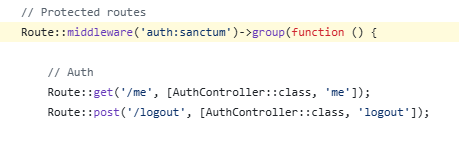 // Protected routes
Route::middleware('auth:sanctum')->group(function () {
// Auth
Route::get('/me', [AuthController::class, 'me']);
Route::post('/logout', [AuthController::class, 'logout']);